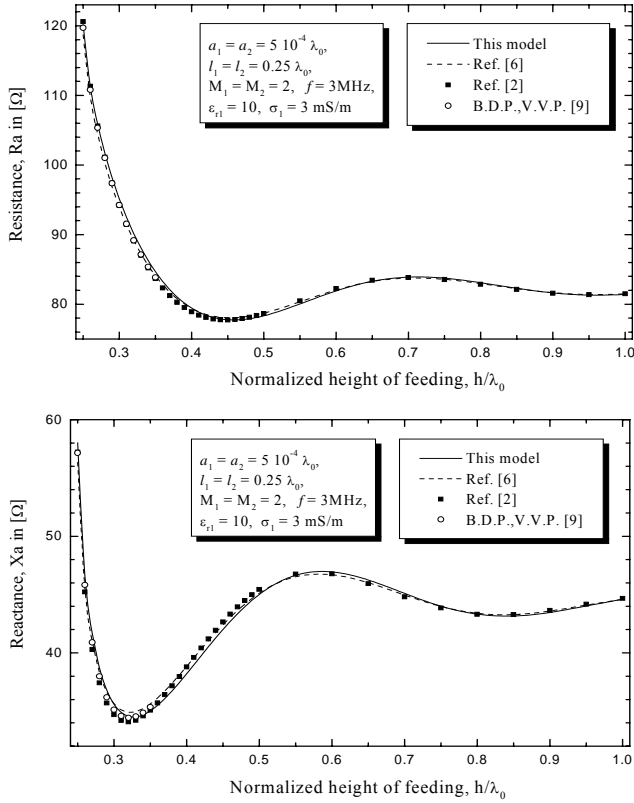 120
110
100
90
80
Resistance, Ra in [Ω]
a₁ = a₂ = 5 10⁻⁴ λ₀,
l₁ = l₂ = 0.25 λ₀,
M₁ = M₂ = 2, f = 3MHz,
εᵣ₁ = 10, σ₁ = 3 mS/m
This model
Ref. [6]
Ref. [2]
B.D.P.,V.V.P. [9]
0.3 0.4 0.5 0.6 0.7 0.8 0.9 1.0
Normalized height of feeding, h/λ₀
60
50
40
Reactance, Xa in [Ω]
a₁ = a₂ = 5 10⁻⁴ λ₀,
l₁ = l₂ = 0.25 λ₀,
M₁ = M₂ = 2, f = 3MHz,
εᵣ₁ = 10, σ₁ = 3 mS/m
This model
Ref. [6]
Ref. [2]
B.D.P.,V.V.P. [9]
0.3 0.4 0.5 0.6 0.7 0.8 0.9 1.0
Normalized height of feeding, h/λ₀